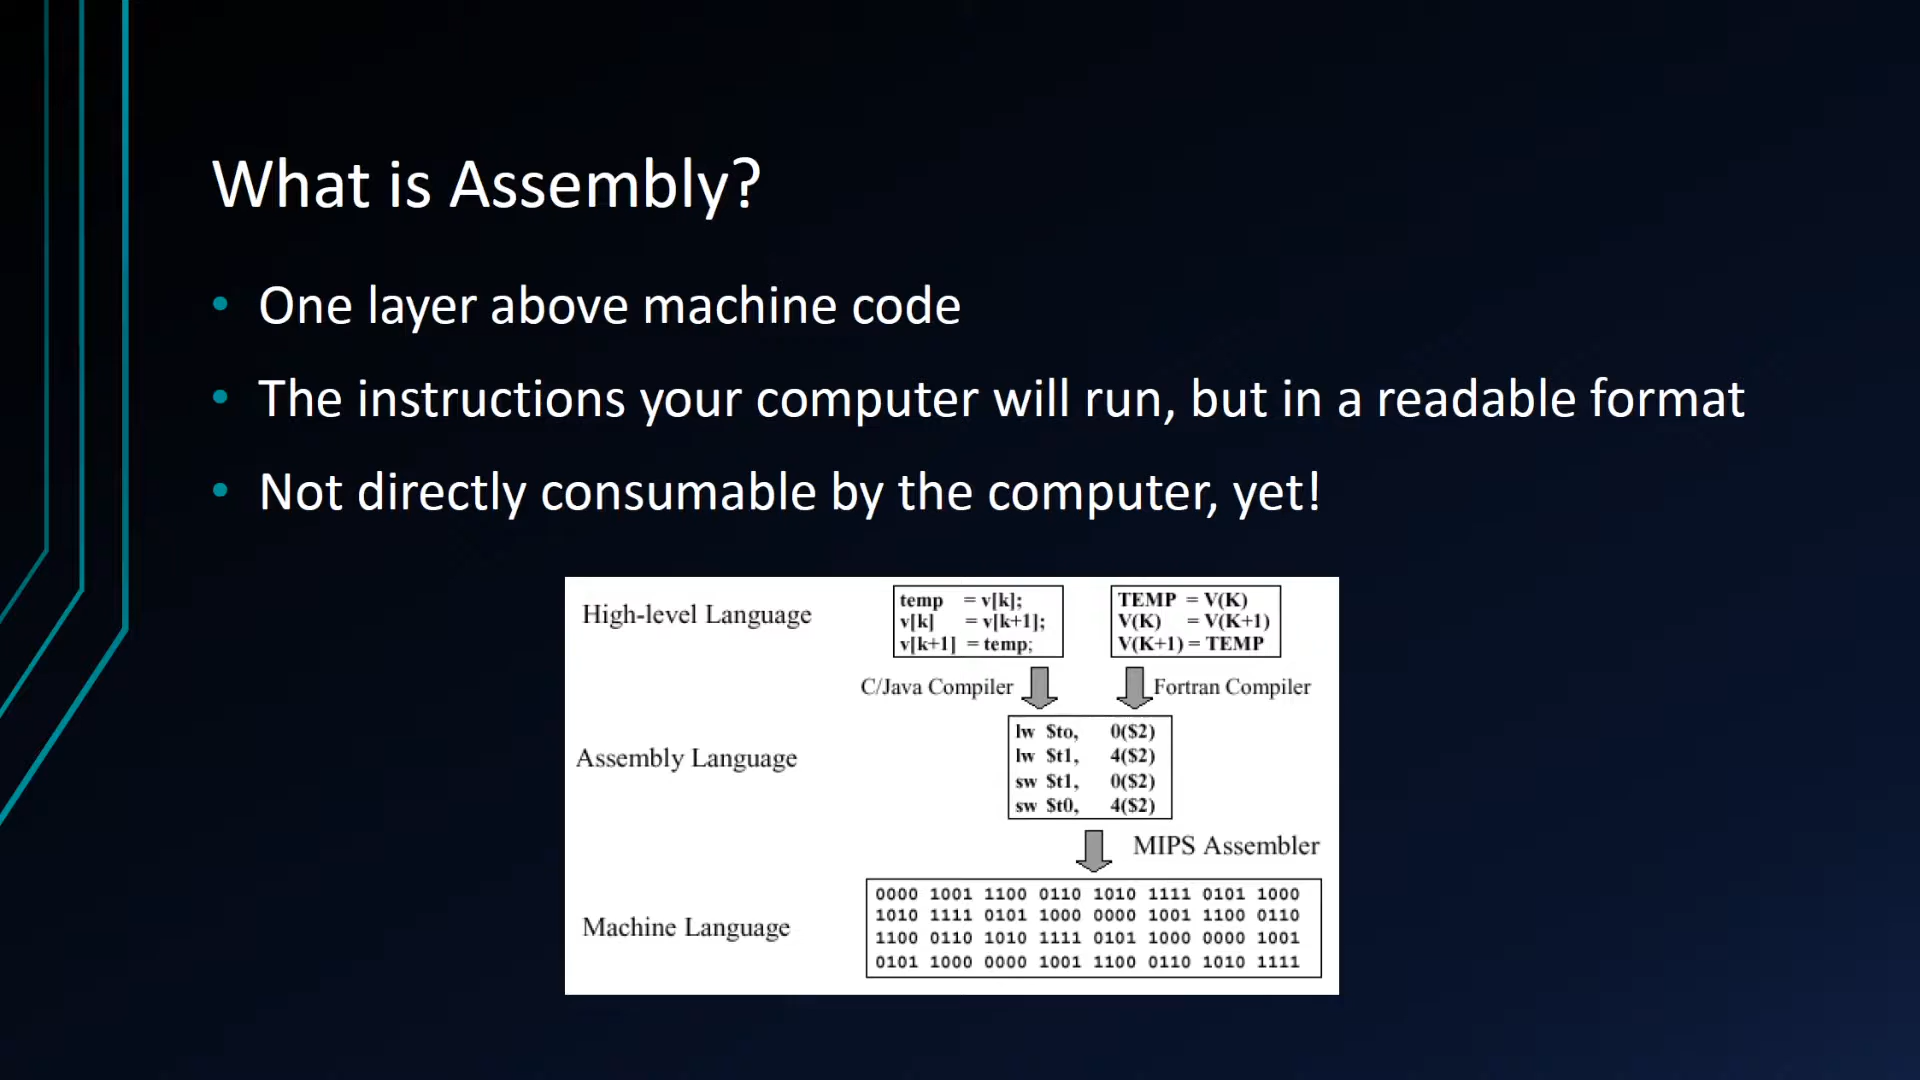 What is Assembly?
• One layer above machine code
• The instructions your computer will run, but in a readable format
• Not directly consumable by the computer, yet!
High-level Language
temp = v[k];
v[k] = v[k+1];
v[k+1] = temp;
TEMP = V(K)
V(K) = V(K+1)
V(K+1) = TEMP
C/Java Compiler
Fortran Compiler
Assembly Language
lw $to, 0($2)
lw $t1, 4($2)
sw $t1, 0($2)
sw $t0, 4($2)
MIPS Assembler
Machine Language
0000 1001 1100 0110 1010 1111 0101 1000
1010 1111 0101 1000 0000 1001 1100 0110
1100 0110 1010 1111 0101 1000 0000 1001
0101 1000 0000 1001 1100 0110 1010 1111